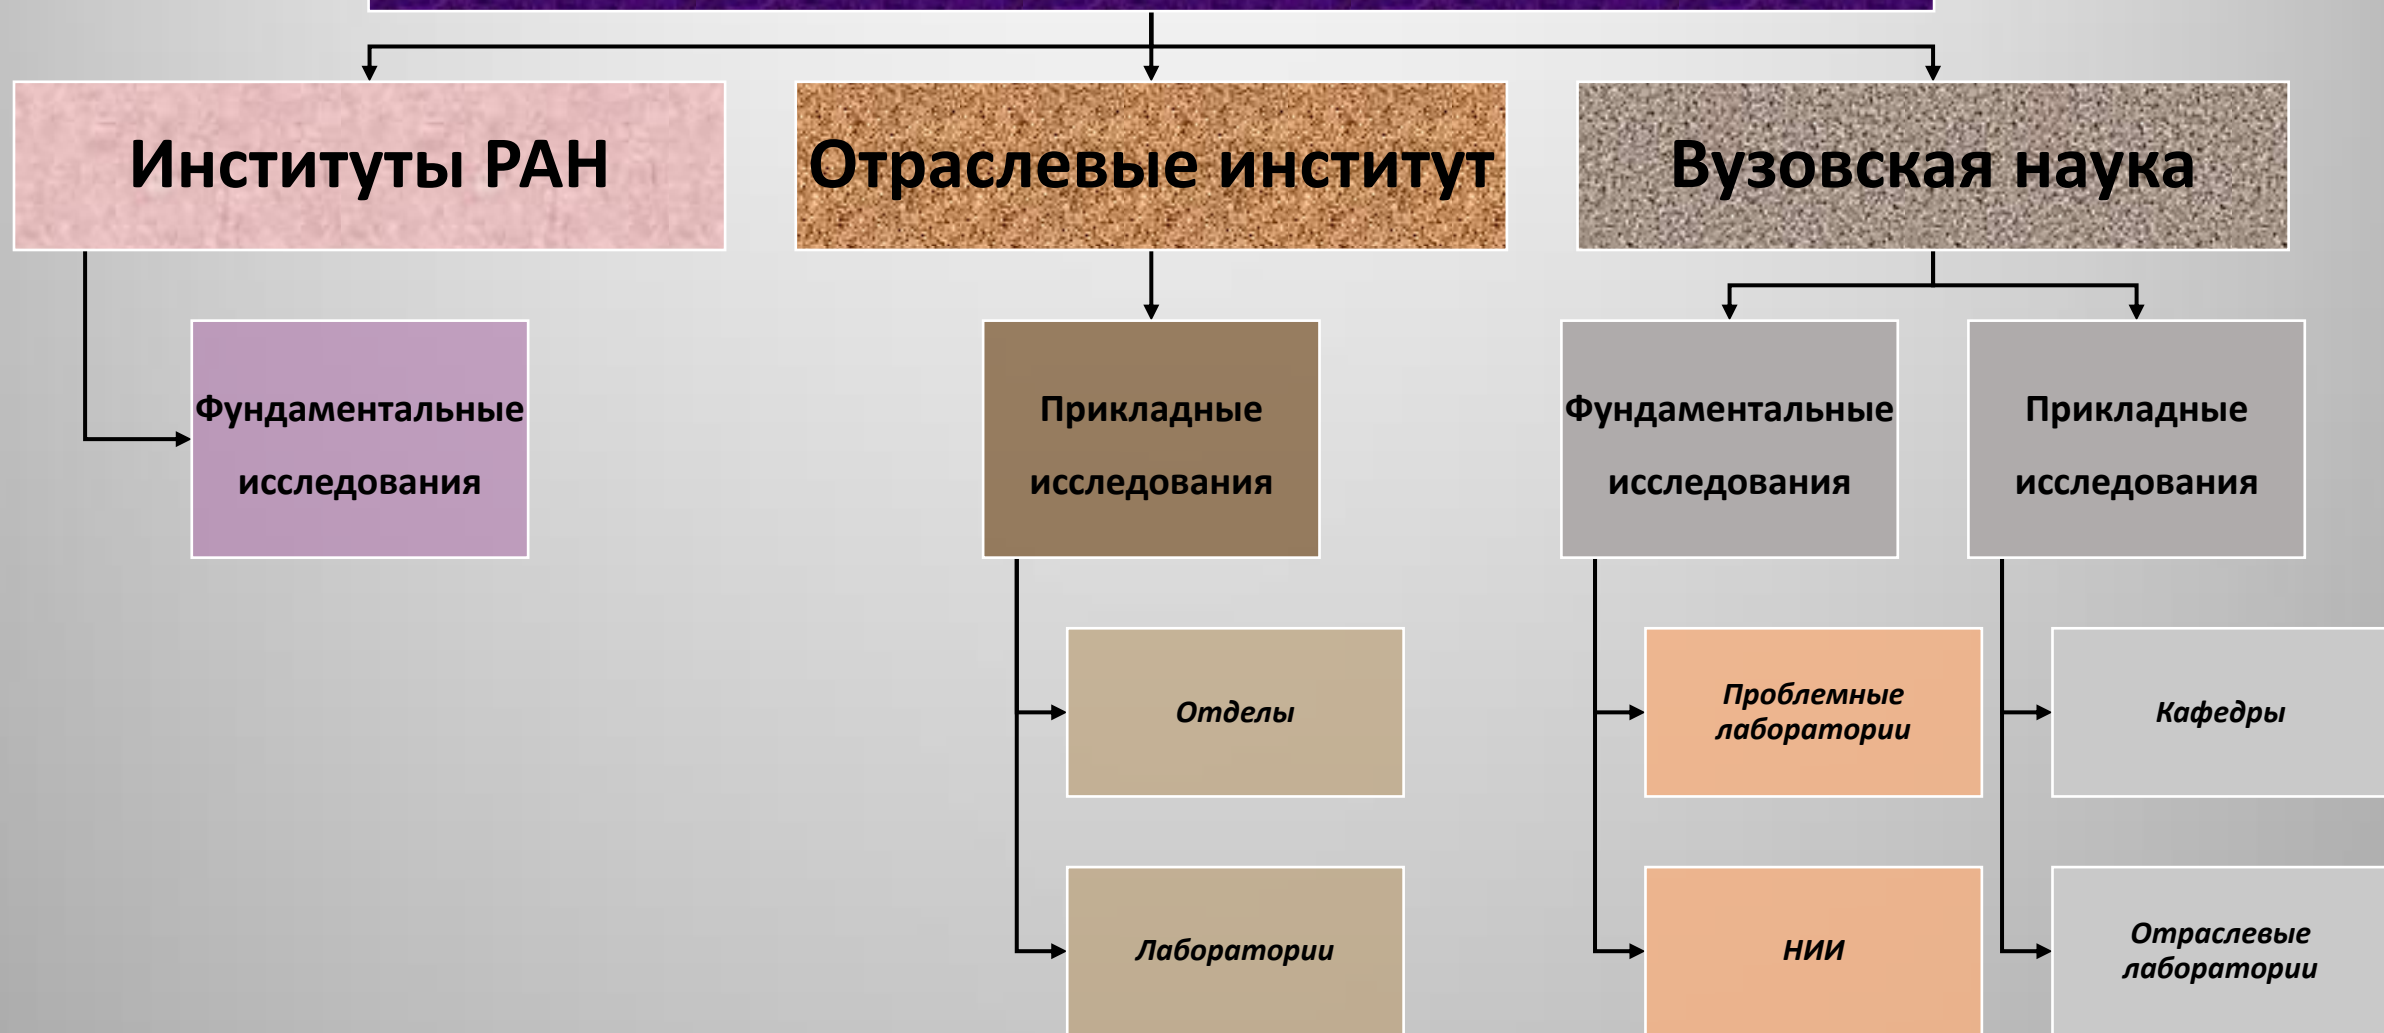 Институты РАН
Отраслевые институт
Вузовская наука
Фундаментальные
исследования
Прикладные
исследования
Фундаментальные
исследования
Прикладные
исследования
Отделы
Проблемные
лаборатории
Кафедры
Лаборатории
НИИ
Отраслевые
лаборатории